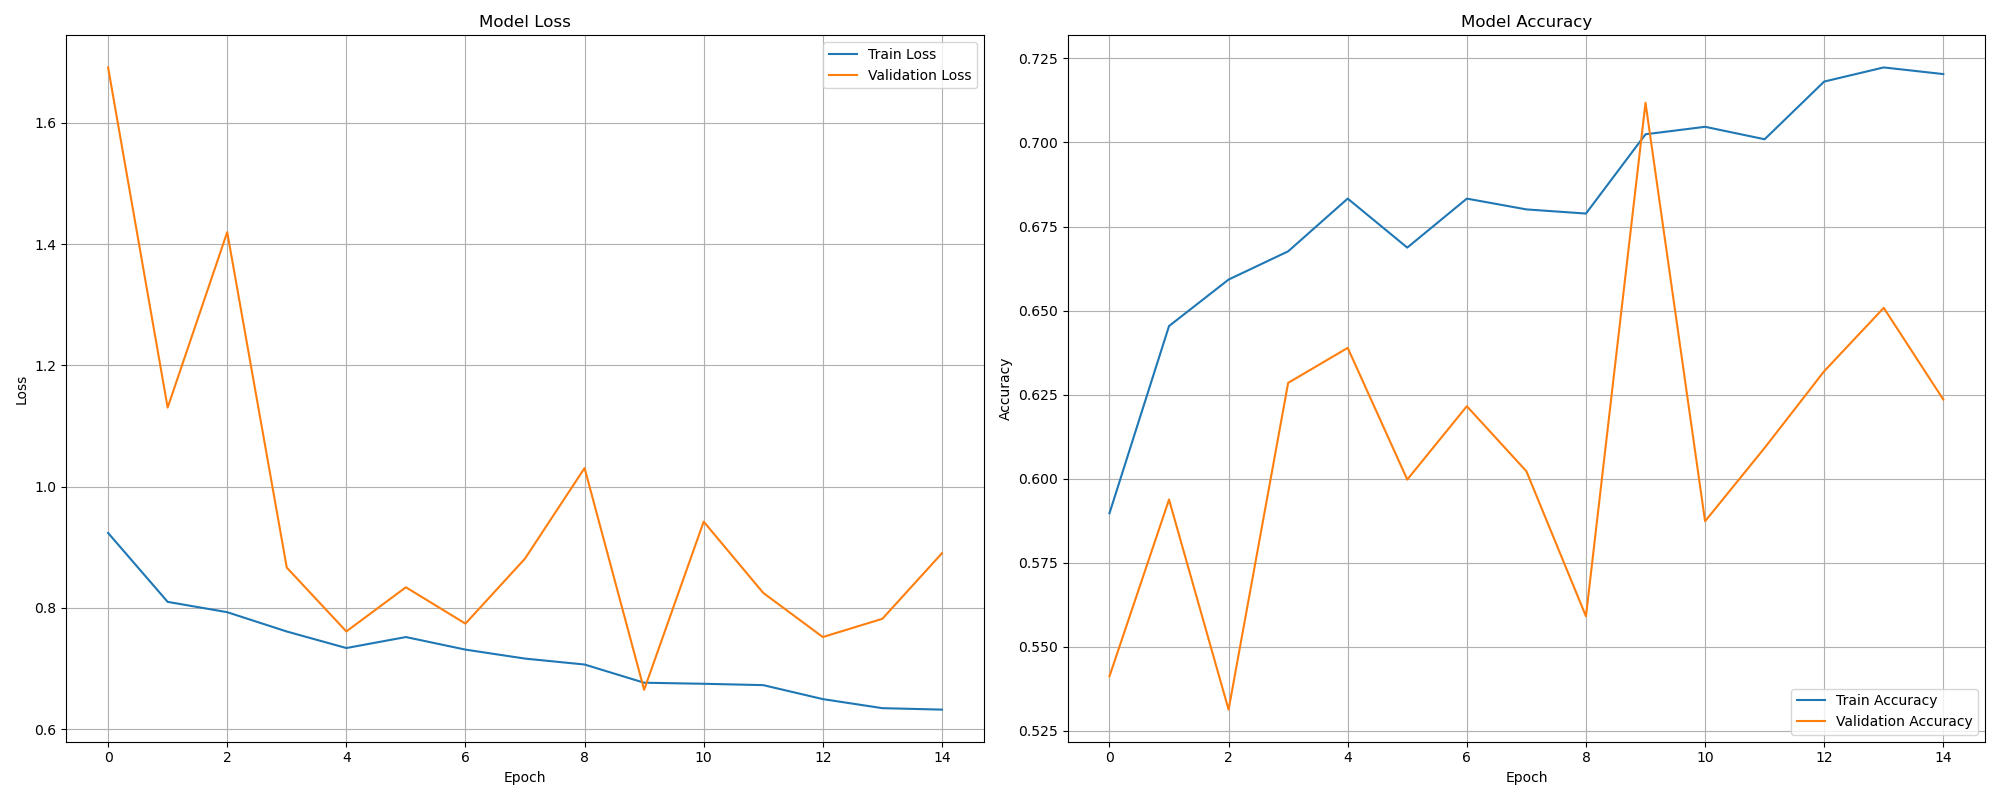 Model Loss
Train Loss
Validation Loss
1.6
1.4
1.2
1.0
0.8
0.6
Loss
0 2 4 6 8 10 12 14
Epoch
Model Accuracy
0.725
0.700
0.675
0.650
0.625
0.600
0.575
0.550
0.525
Accuracy
Train Accuracy
Validation Accuracy
0 2 4 6 8 10 12 14
Epoch